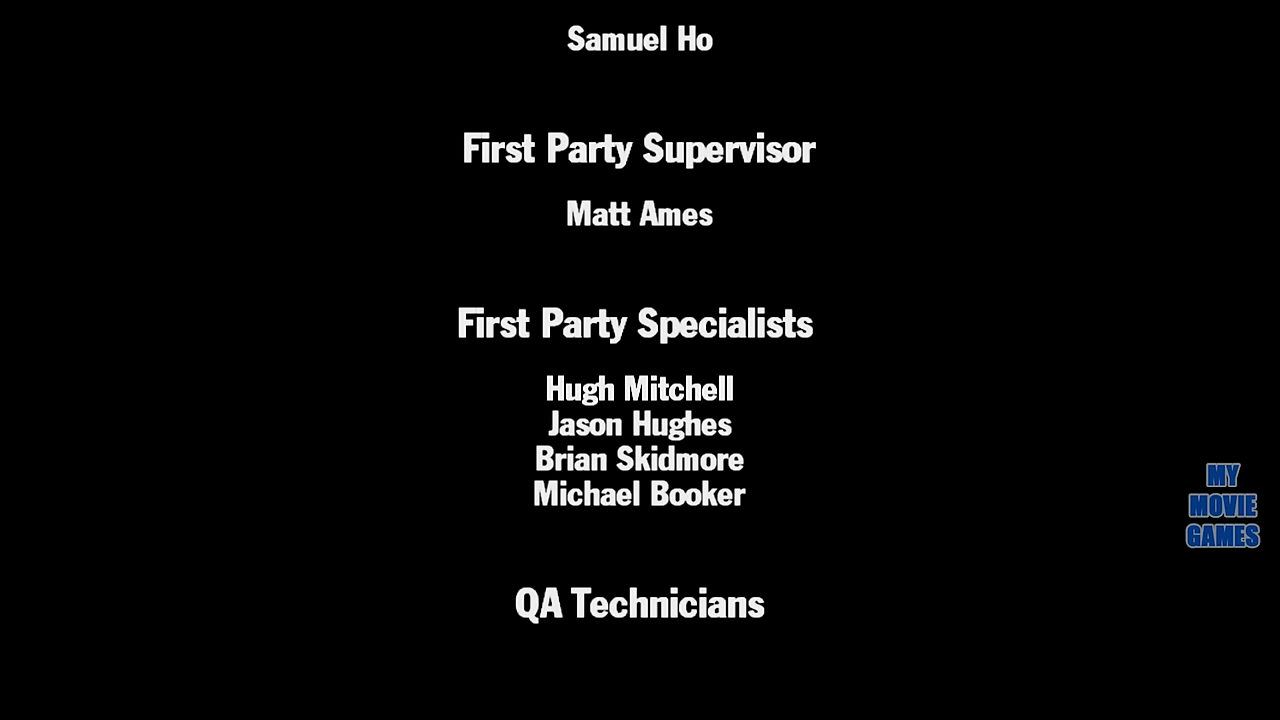 Samuel Ho
First Party Supervisor
Matt Ames
First Party Specialists
Hugh Mitchell
Jason Hughes
Brian Skidmore
Michael Booker
MY
MOVIE
GAMES
QA Technicians